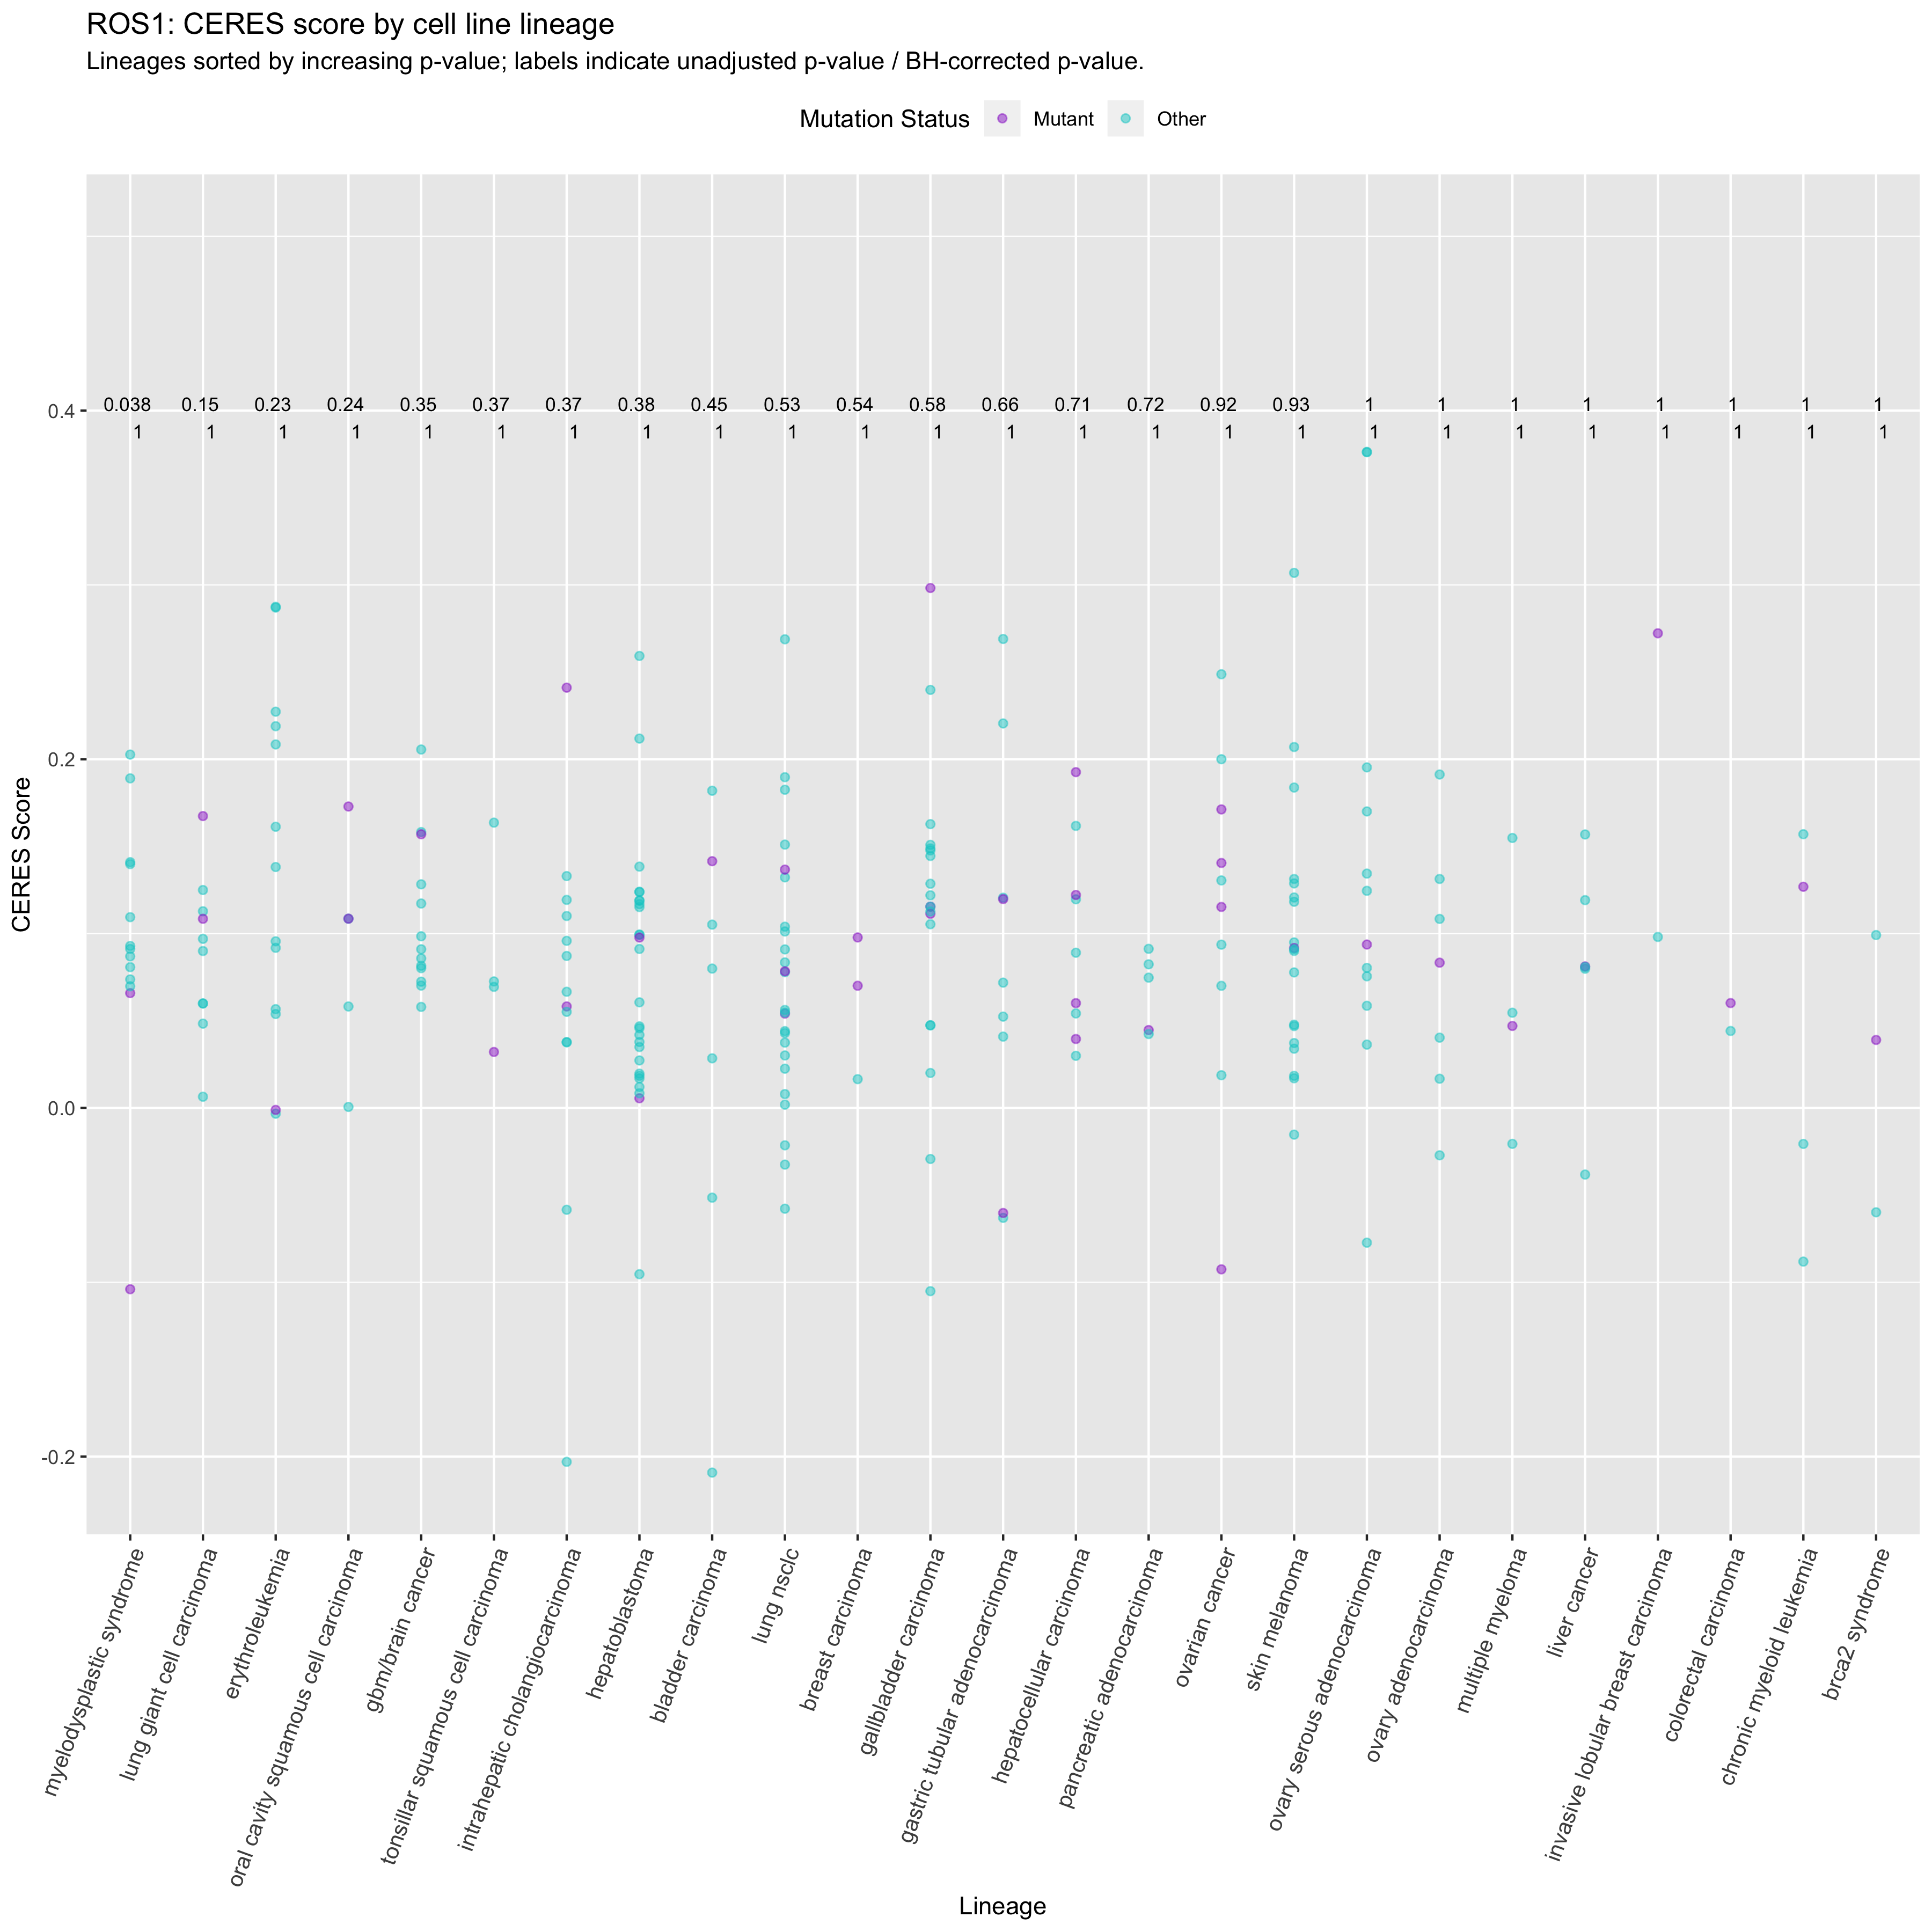 ROS1: CERES score by cell line lineage
Lineages sorted by increasing p-value; labels indicate unadjusted p-value / BH-corrected p-value.
Mutation Status Mutant Other
CERES Score
0.4
0.2
0.0
-0.2
0.038 0.15 0.23 0.24 0.35 0.37 0.37 0.38 0.45 0.53 0.54 0.58 0.66 0.71 0.72 0.92 0.93 1 1 1 1 1 1 1 1
1 1 1 1 1 1 1 1 1 1 1 1 1 1 1 1 1 1 1 1 1 1 1 1 1
myelodysplastic syndrome
lung giant cell carcinoma
erythroleukemia
oral cavity squamous cell carcinoma
gbm/brain cancer
tonsillar squamous cell carcinoma
intrahepatic cholangiocarcinoma
hepatoblastoma
bladder carcinoma
lung nsclc
breast carcinoma
gallbladder carcinoma
gastric tubular adenocarcinoma
hepatocellular carcinoma
pancreatic adenocarcinoma
ovarian cancer
skin melanoma
ovary serous adenocarcinoma
ovary adenocarcinoma
multiple myeloma
liver cancer
invasive lobular breast carcinoma
colorectal carcinoma
chronic myeloid leukemia
brca2 syndrome
Lineage